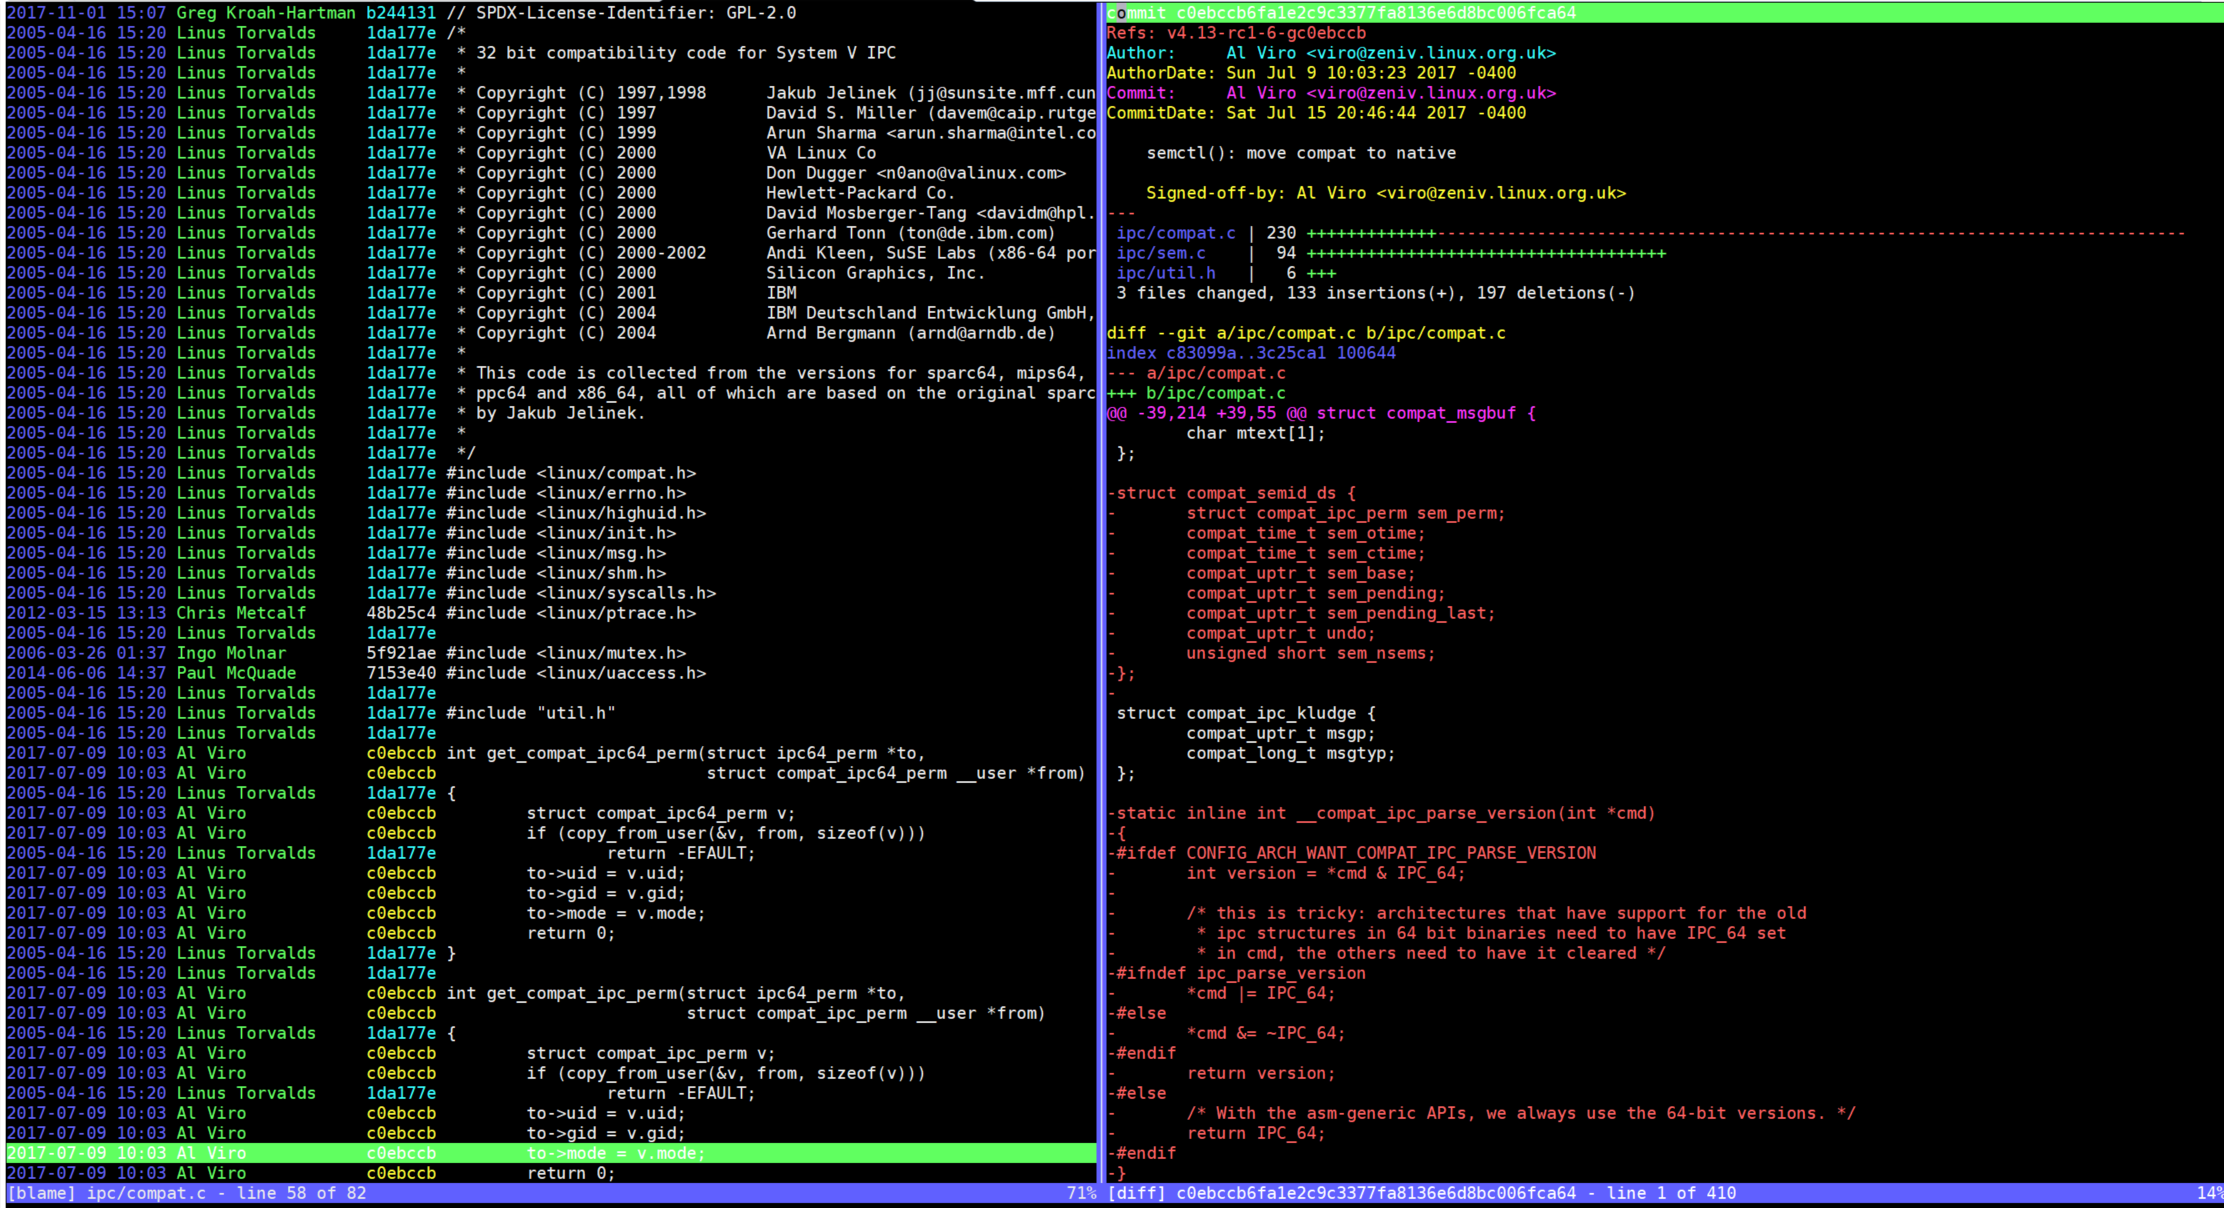 2017-11-01 15:07 Greg Kroah-Hartman b244131 // SPDX-License-Identifier: GPL-2.0
2005-04-16 15:20 Linus Torvalds     1da177e /*
2005-04-16 15:20 Linus Torvalds     1da177e  * 32 bit compatibility code for System V IPC
2005-04-16 15:20 Linus Torvalds     1da177e  *
2005-04-16 15:20 Linus Torvalds     1da177e  * Copyright (C) 1997,1998      Jakub Jelinek (jj@sunsite.mff.cun
2005-04-16 15:20 Linus Torvalds     1da177e  * Copyright (C) 1997           David S. Miller (davem@caip.rutge
2005-04-16 15:20 Linus Torvalds     1da177e  * Copyright (C) 1999           Arun Sharma <arun.sharma@intel.co
2005-04-16 15:20 Linus Torvalds     1da177e  * Copyright (C) 2000           VA Linux Co
2005-04-16 15:20 Linus Torvalds     1da177e  * Copyright (C) 2000           Don Dugger <n0ano@valinux.com>
2005-04-16 15:20 Linus Torvalds     1da177e  * Copyright (C) 2000           Hewlett-Packard Co.
2005-04-16 15:20 Linus Torvalds     1da177e  * Copyright (C) 2000           David Mosberger-Tang <davidm@hpl.
2005-04-16 15:20 Linus Torvalds     1da177e  * Copyright (C) 2000           Gerhard Tonn (ton@de.ibm.com)
2005-04-16 15:20 Linus Torvalds     1da177e  * Copyright (C) 2000-2002      Andi Kleen, SuSE Labs (x86-64 por
2005-04-16 15:20 Linus Torvalds     1da177e  * Copyright (C) 2000           Silicon Graphics, Inc.
2005-04-16 15:20 Linus Torvalds     1da177e  * Copyright (C) 2001           IBM
2005-04-16 15:20 Linus Torvalds     1da177e  * Copyright (C) 2004           IBM Deutschland Entwicklung GmbH,
2005-04-16 15:20 Linus Torvalds     1da177e  * Copyright (C) 2004           Arnd Bergmann (arnd@arndb.de)
2005-04-16 15:20 Linus Torvalds     1da177e  *
2005-04-16 15:20 Linus Torvalds     1da177e  * This code is collected from the versions for sparc64, mips64,
2005-04-16 15:20 Linus Torvalds     1da177e  * ppc64 and x86_64, all of which are based on the original sparc
2005-04-16 15:20 Linus Torvalds     1da177e  * by Jakub Jelinek.
2005-04-16 15:20 Linus Torvalds     1da177e  *
2005-04-16 15:20 Linus Torvalds     1da177e  */
2005-04-16 15:20 Linus Torvalds     1da177e #include <linux/compat.h>
2005-04-16 15:20 Linus Torvalds     1da177e #include <linux/errno.h>
2005-04-16 15:20 Linus Torvalds     1da177e #include <linux/highuid.h>
2005-04-16 15:20 Linus Torvalds     1da177e #include <linux/init.h>
2005-04-16 15:20 Linus Torvalds     1da177e #include <linux/msg.h>
2005-04-16 15:20 Linus Torvalds     1da177e #include <linux/shm.h>
2005-04-16 15:20 Linus Torvalds     1da177e #include <linux/syscalls.h>
2012-03-15 13:13 Chris Metcalf      48b25c4 #include <linux/ptrace.h>
2005-04-16 15:20 Linus Torvalds     1da177e
2006-03-26 01:37 Ingo Molnar        5f921ae #include <linux/mutex.h>
2014-06-06 14:37 Paul McQuade       7153e40 #include <linux/uaccess.h>
2005-04-16 15:20 Linus Torvalds     1da177e
2005-04-16 15:20 Linus Torvalds     1da177e #include "util.h"
2005-04-16 15:20 Linus Torvalds     1da177e
2017-07-09 10:03 Al Viro            c0ebccb int get_compat_ipc64_perm(struct ipc64_perm *to,
2017-07-09 10:03 Al Viro            c0ebccb                           struct compat_ipc64_perm __user *from)
2005-04-16 15:20 Linus Torvalds     1da177e {
2017-07-09 10:03 Al Viro            c0ebccb         struct compat_ipc64_perm v;
2017-07-09 10:03 Al Viro            c0ebccb         if (copy_from_user(&v, from, sizeof(v)))
2005-04-16 15:20 Linus Torvalds     1da177e                 return -EFAULT;
2017-07-09 10:03 Al Viro            c0ebccb         to->uid = v.uid;
2017-07-09 10:03 Al Viro            c0ebccb         to->gid = v.gid;
2017-07-09 10:03 Al Viro            c0ebccb         to->mode = v.mode;
2017-07-09 10:03 Al Viro            c0ebccb         return 0;
2005-04-16 15:20 Linus Torvalds     1da177e }
2005-04-16 15:20 Linus Torvalds     1da177e
2017-07-09 10:03 Al Viro            c0ebccb int get_compat_ipc_perm(struct ipc64_perm *to,
2017-07-09 10:03 Al Viro            c0ebccb                         struct compat_ipc_perm __user *from)
2005-04-16 15:20 Linus Torvalds     1da177e {
2017-07-09 10:03 Al Viro            c0ebccb         struct compat_ipc_perm v;
2017-07-09 10:03 Al Viro            c0ebccb         if (copy_from_user(&v, from, sizeof(v)))
2005-04-16 15:20 Linus Torvalds     1da177e                 return -EFAULT;
2017-07-09 10:03 Al Viro            c0ebccb         to->uid = v.uid;
2017-07-09 10:03 Al Viro            c0ebccb         to->gid = v.gid;
2017-07-09 10:03 Al Viro            c0ebccb         to->mode = v.mode;
2017-07-09 10:03 Al Viro            c0ebccb         return 0;
[blame] ipc/compat.c - line 58 of 82 71%
commit c0ebccb6fa1e2c9c3377fa8136e6d8bc006fca64
Refs: v4.13-rc1-6-gc0ebccb
Author:     Al Viro <viro@zeniv.linux.org.uk>
AuthorDate: Sun Jul 9 10:03:23 2017 -0400
Commit:     Al Viro <viro@zeniv.linux.org.uk>
CommitDate: Sat Jul 15 20:46:44 2017 -0400
    semctl(): move compat to native
    Signed-off-by: Al Viro <viro@zeniv.linux.org.uk>
---
 ipc/compat.c | 230 +++++++++++++---------------------------------------------------------------------------
 ipc/sem.c    |  94 ++++++++++++++++++++++++++++++++++++
 ipc/util.h   |   6 +++
 3 files changed, 133 insertions(+), 197 deletions(-)
diff --git a/ipc/compat.c b/ipc/compat.c
index c83099a..3c25ca1 100644
--- a/ipc/compat.c
+++ b/ipc/compat.c
@@ -39,214 +39,55 @@ struct compat_msgbuf {
        char mtext[1];
 };
-struct compat_semid_ds {
-       struct compat_ipc_perm sem_perm;
-       compat_time_t sem_otime;
-       compat_time_t sem_ctime;
-       compat_uptr_t sem_base;
-       compat_uptr_t sem_pending;
-       compat_uptr_t sem_pending_last;
-       compat_uptr_t undo;
-       unsigned short sem_nsems;
-};
-
 struct compat_ipc_kludge {
        compat_uptr_t msgp;
        compat_long_t msgtyp;
 };
-static inline int __compat_ipc_parse_version(int *cmd)
-{
-#ifdef CONFIG_ARCH_WANT_COMPAT_IPC_PARSE_VERSION
-       int version = *cmd & IPC_64;
-
-       /* this is tricky: architectures that have support for the old
-        * ipc structures in 64 bit binaries need to have IPC_64 set
-        * in cmd, the others need to have it cleared */
-#ifndef ipc_parse_version
-       *cmd |= IPC_64;
-#else
-       *cmd &= ~IPC_64;
-#endif
-       return version;
-#else
-       /* With the asm-generic APIs, we always use the 64-bit versions. */
-       return IPC_64;
-#endif
-}
[diff] c0ebccb6fa1e2c9c3377fa8136e6d8bc006fca64 - line 1 of 410 14%